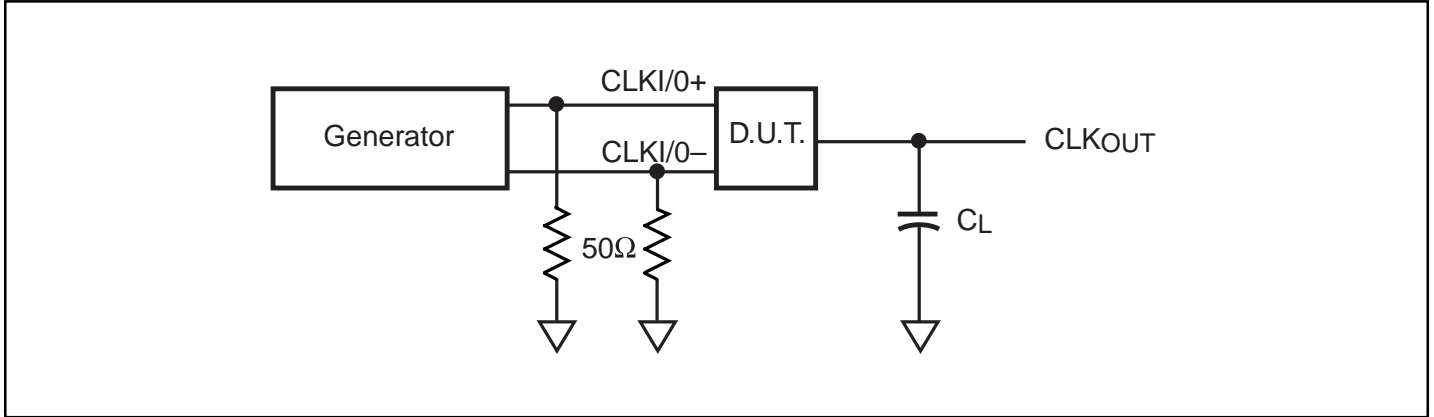 CLKI/0+
Generator
D.U.T.
CLKI/0–
CLKOUT
50Ω
CL